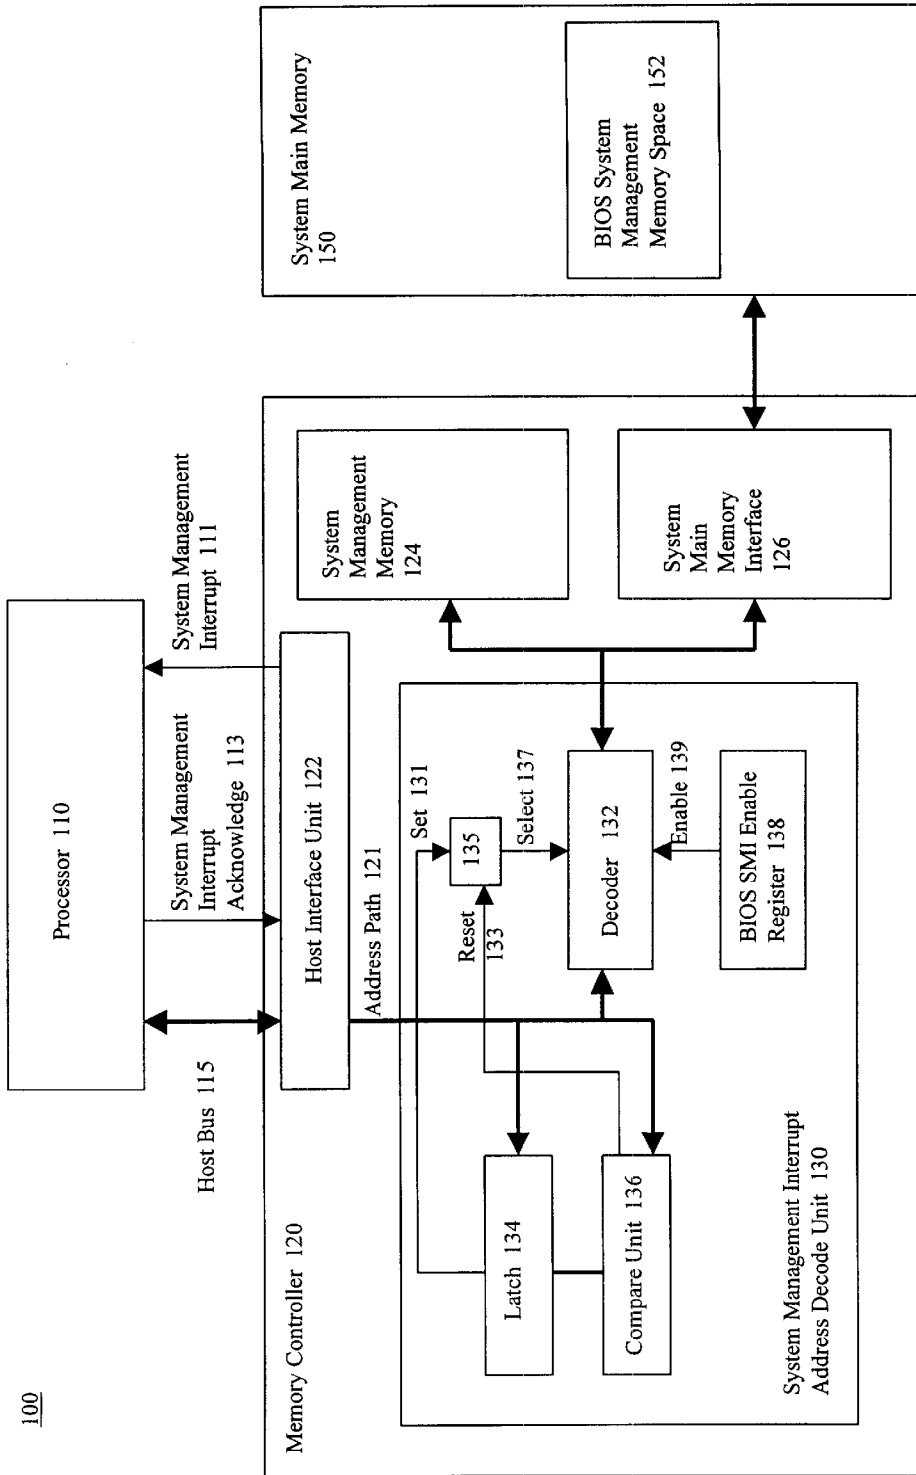 100
Processor 110
Host Bus 115
System Management
Interrupt
Acknowledge 113
System Management
Interrupt 111
Memory Controller 120
Host Interface Unit 122
Address Path 121
Set 131
Reset
133
135
Select 137
Latch 134
Compare Unit 136
Decoder 132
Enable 139
BIOS SMI Enable
Register 138
System Management Interrupt
Address Decode Unit 130
System
Management
Memory
124
System
Main
Memory
Interface
126
System Main Memory
150
BIOS System
Management
Memory Space 152